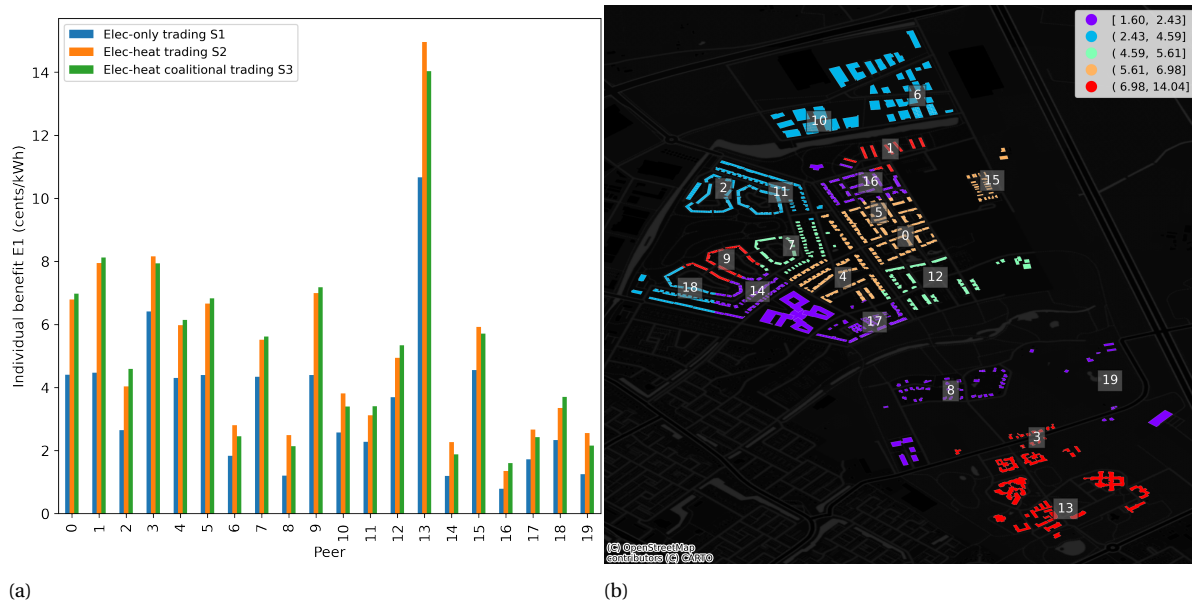 Elec-only trading S1
Elec-heat trading S2
Elec-heat coalitional trading S3
Individual benefit E1 (cents/kWh)
14
12
10
8
6
4
2
0
0 1 2 3 4 5 6 7 8 9 10 11 12 13 14 15 16 17 18 19
Peer
(a)
[ 1.60, 2.43]
( 2.43, 4.59]
( 4.59, 5.61]
( 5.61, 6.98]
( 6.98, 14.04]
6
10
1
15
16
2
11
5
0
7
9
4
12
18
14
17
19
8
3
13
(C) OpenStreetMap
contributors (C) CARTO
(b)